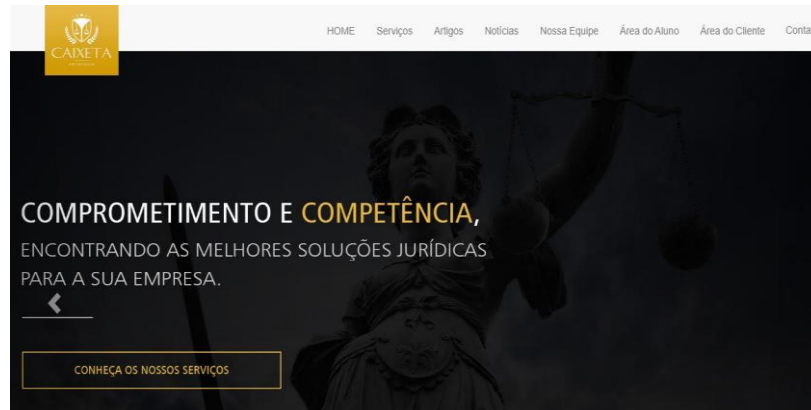 CAIXETA
HOME Serviços Artigos Notícias Nossa Equipe Área do Aluno Área do Cliente Conta
COMPROMETIMENTO E COMPETÊNCIA,
ENCONTRANDO AS MELHORES SOLUÇÕES JURÍDICAS
PARA A SUA EMPRESA.
CONHEÇA OS NOSSOS SERVIÇOS